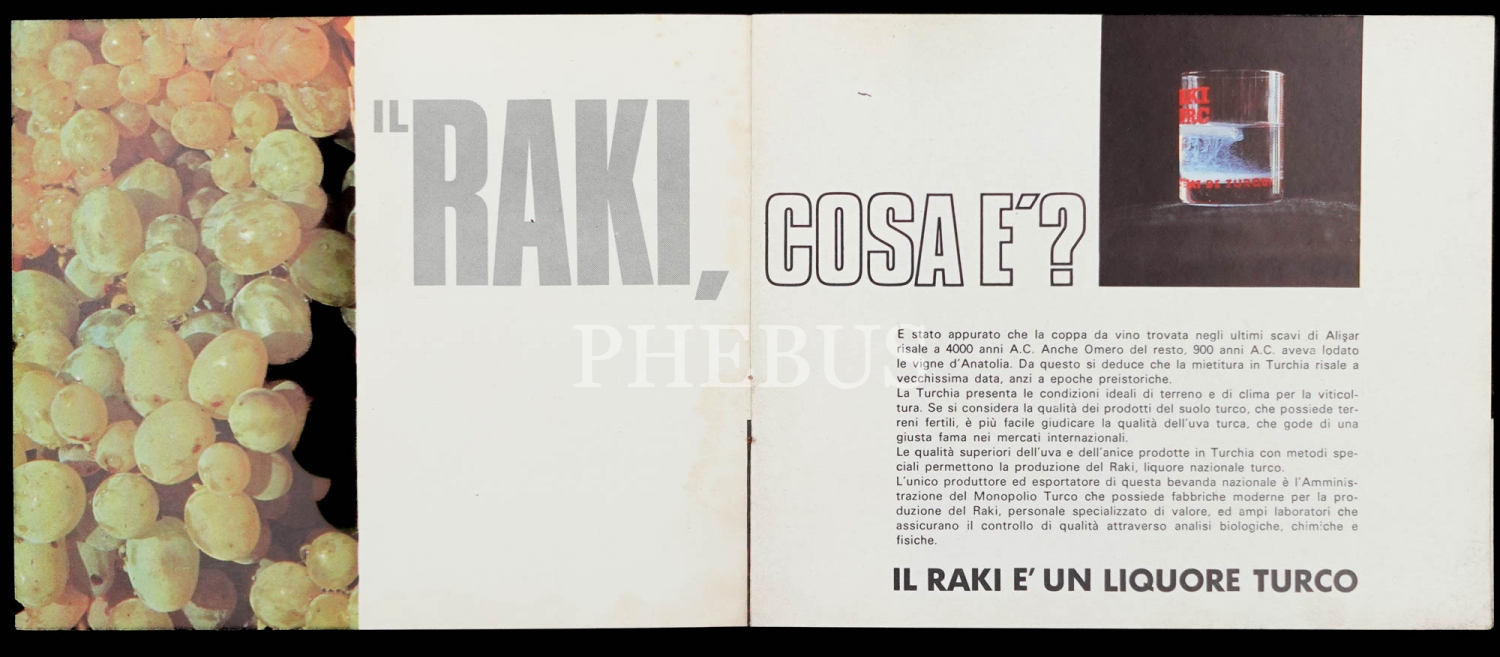 IL RAKI, COSA E´?
RAKI
TURC
RAKI DI TURCHIA
E stato appurato che la coppa da vino trovata negli ultimi scavi di Alişar
risale a 4000 anni A.C. Anche Omero del resto, 900 anni A.C. aveva lodato
le vigne d'Anatolia. Da questo si deduce che la mietitura in Turchia risale a
vecchissima data, anzi a epoche preistoriche.
La Turchia presenta le condizioni ideali di terreno e di clima per la viticol-
tura. Se si considera la qualità dei prodotti del suolo turco, che possiede ter-
reni fertili, è più facile giudicare la qualità dell'uva turca, che gode di una
giusta fama nei mercati internazionali.
Le qualità superiori dell'uva e dell'anice prodotte in Turchia con metodi spe-
ciali permettono la produzione del Raki, liquore nazionale turco.
L'unico produttore ed esportatore di questa bevanda nazionale è l'Amminis-
trazione del Monopolio Turco che possiede fabbriche moderne per la pro-
duzione del Raki, personale specializzato di valore, ed ampi laboratori che
assicurano il controllo di qualità attraverso analisi biologiche, chimiche e
fisiche.
IL RAKI E' UN LIQUORE TURCO
PHEBUS